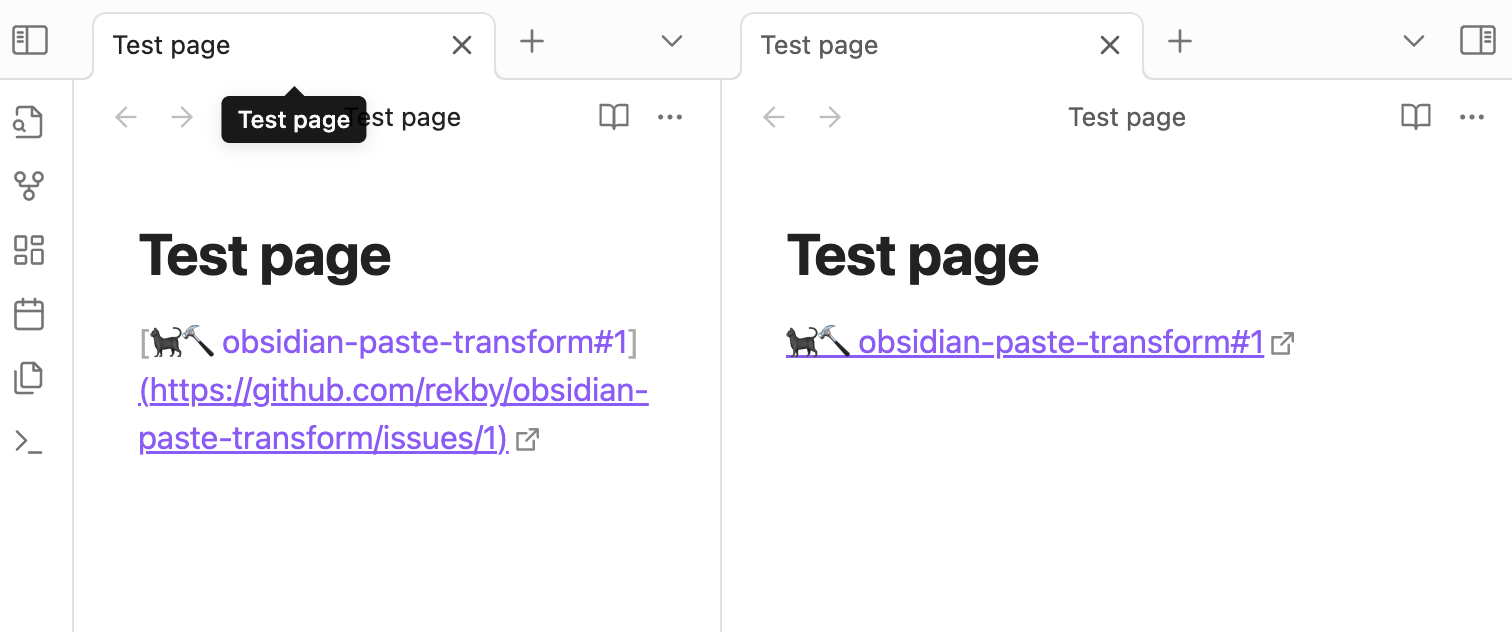 Test page
Test page
Test page
Test page
Test page
Test page
[🐈‍⬛🔨 obsidian-paste-transform#1]
(https://github.com/rekby/obsidian-
paste-transform/issues/1)
Test page
🐈‍⬛🔨 obsidian-paste-transform#1